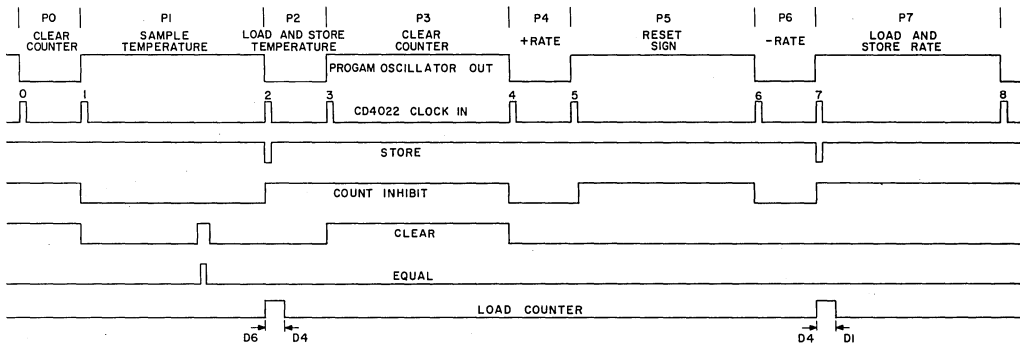 P0 P1 P2 P3 P4 P5 P6 P7
CLEAR COUNTER
SAMPLE TEMPERATURE
LOAD AND STORE TEMPERATURE
CLEAR COUNTER
+RATE
RESET SIGN
-RATE
LOAD AND STORE RATE
PROGAM OSCILLATOR OUT
0 1 2 3 4 5 6 7 8
CD4022 CLOCK IN
STORE
COUNT INHIBIT
CLEAR
EQUAL
LOAD COUNTER
D6 D4 D4 D1